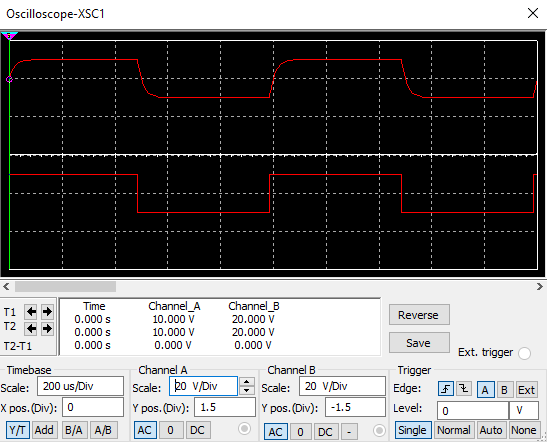 Oscilloscope-XSC1
Time Channel_A Channel_B
T1 0.000 s 10.000 V 20.000 V
T2 0.000 s 10.000 V 20.000 V
T2-T1 0.000 s 0.000 V 0.000 V
Reverse
Save
Ext. trigger
Timebase
Scale: 200 us/Div
X pos.(Div): 0
Y/T Add B/A A/B
Channel A
Scale: 20 V/Div
Y pos.(Div): 1.5
AC 0 DC
Channel B
Scale: 20 V/Div
Y pos.(Div): -1.5
AC 0 DC -
Trigger
Edge: A B Ext
Level: 0 V
Single Normal Auto None